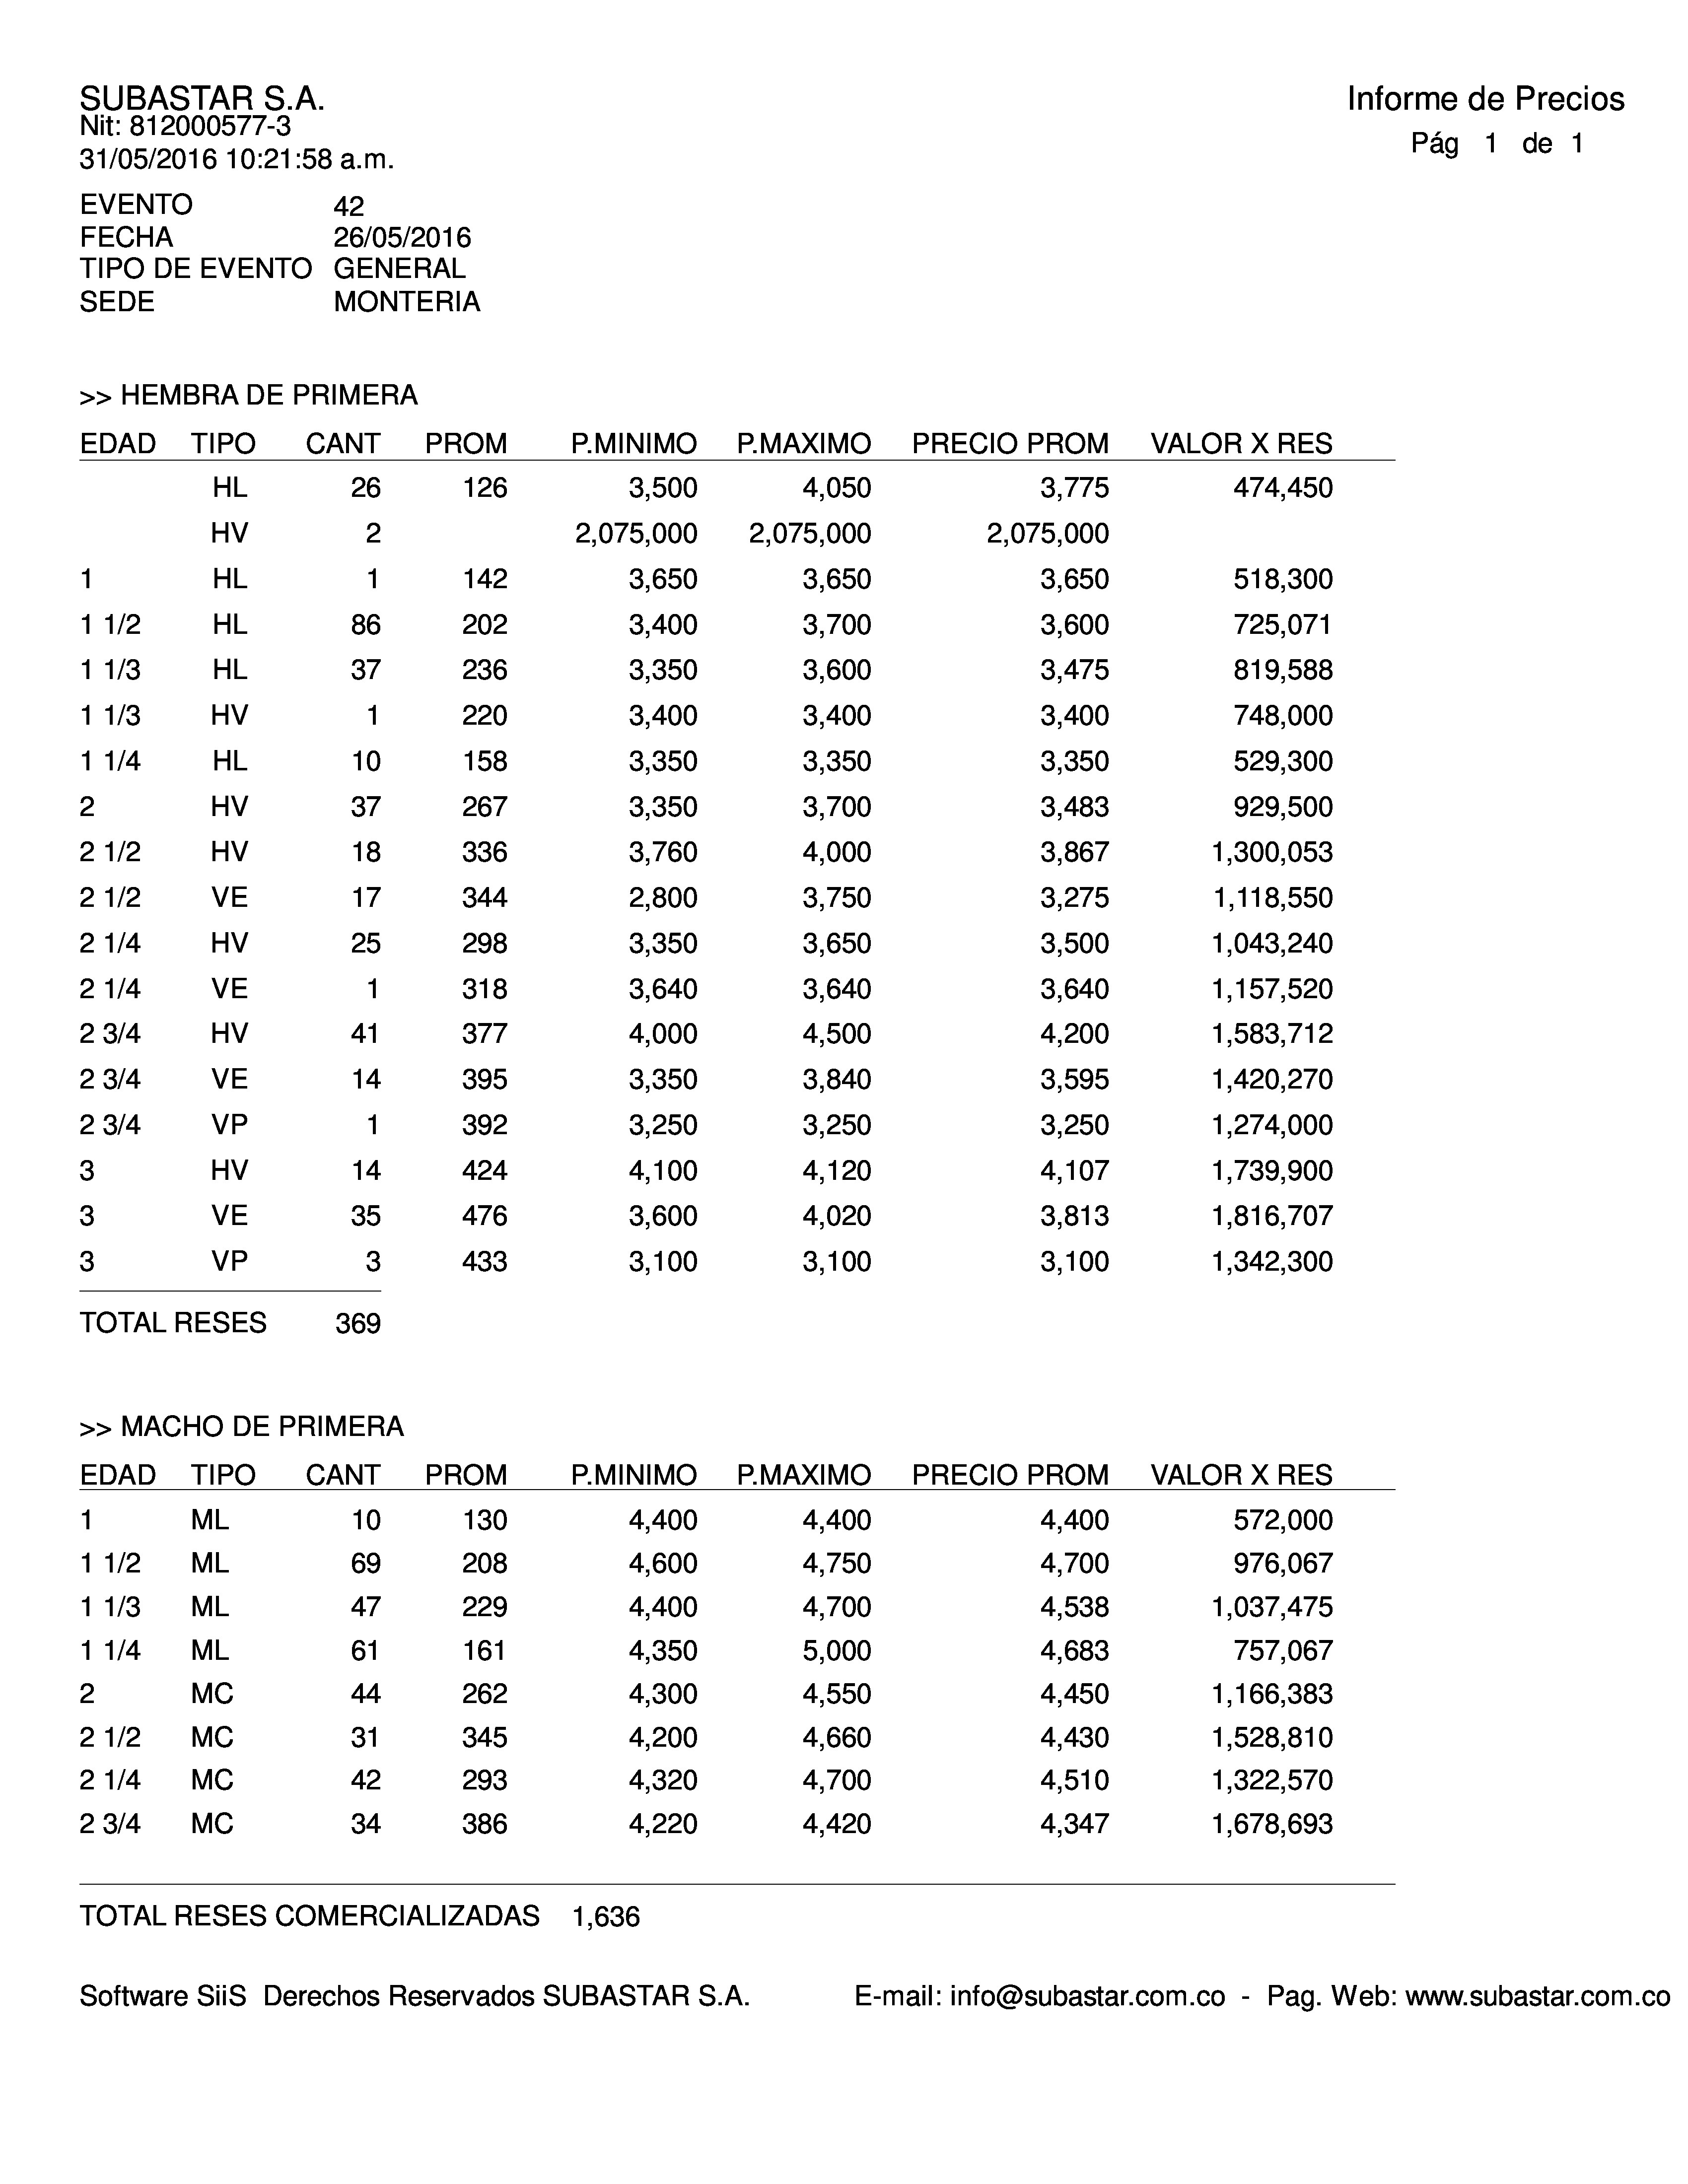 SUBASTAR S.A.
Informe de Precios
Nit: 812000577-3
Pág 1 de 1
31/05/2016 10:21:58 a.m.
EVENTO 42
FECHA 26/05/2016
TIPO DE EVENTO GENERAL
SEDE MONTERIA
>> HEMBRA DE PRIMERA
EDAD TIPO CANT PROM P.MINIMO P.MAXIMO PRECIO PROM VALOR X RES
HL 26 126 3,500 4,050 3,775 474,450
HV 2 2,075,000 2,075,000 2,075,000
1 HL 1 142 3,650 3,650 3,650 518,300
1 1/2 HL 86 202 3,400 3,700 3,600 725,071
1 1/3 HL 37 236 3,350 3,600 3,475 819,588
1 1/3 HV 1 220 3,400 3,400 3,400 748,000
1 1/4 HL 10 158 3,350 3,350 3,350 529,300
2 HV 37 267 3,350 3,700 3,483 929,500
2 1/2 HV 18 336 3,760 4,000 3,867 1,300,053
2 1/2 VE 17 344 2,800 3,750 3,275 1,118,550
2 1/4 HV 25 298 3,350 3,650 3,500 1,043,240
2 1/4 VE 1 318 3,640 3,640 3,640 1,157,520
2 3/4 HV 41 377 4,000 4,500 4,200 1,583,712
2 3/4 VE 14 395 3,350 3,840 3,595 1,420,270
2 3/4 VP 1 392 3,250 3,250 3,250 1,274,000
3 HV 14 424 4,100 4,120 4,107 1,739,900
3 VE 35 476 3,600 4,020 3,813 1,816,707
3 VP 3 433 3,100 3,100 3,100 1,342,300
TOTAL RESES 369
>> MACHO DE PRIMERA
EDAD TIPO CANT PROM P.MINIMO P.MAXIMO PRECIO PROM VALOR X RES
1 ML 10 130 4,400 4,400 4,400 572,000
1 1/2 ML 69 208 4,600 4,750 4,700 976,067
1 1/3 ML 47 229 4,400 4,700 4,538 1,037,475
1 1/4 ML 61 161 4,350 5,000 4,683 757,067
2 MC 44 262 4,300 4,550 4,450 1,166,383
2 1/2 MC 31 345 4,200 4,660 4,430 1,528,810
2 1/4 MC 42 293 4,320 4,700 4,510 1,322,570
2 3/4 MC 34 386 4,220 4,420 4,347 1,678,693
TOTAL RESES COMERCIALIZADAS 1,636
Software SiiS Derechos Reservados SUBASTAR S.A. E-mail: info@subastar.com.co - Pag. Web: www.subastar.com.co